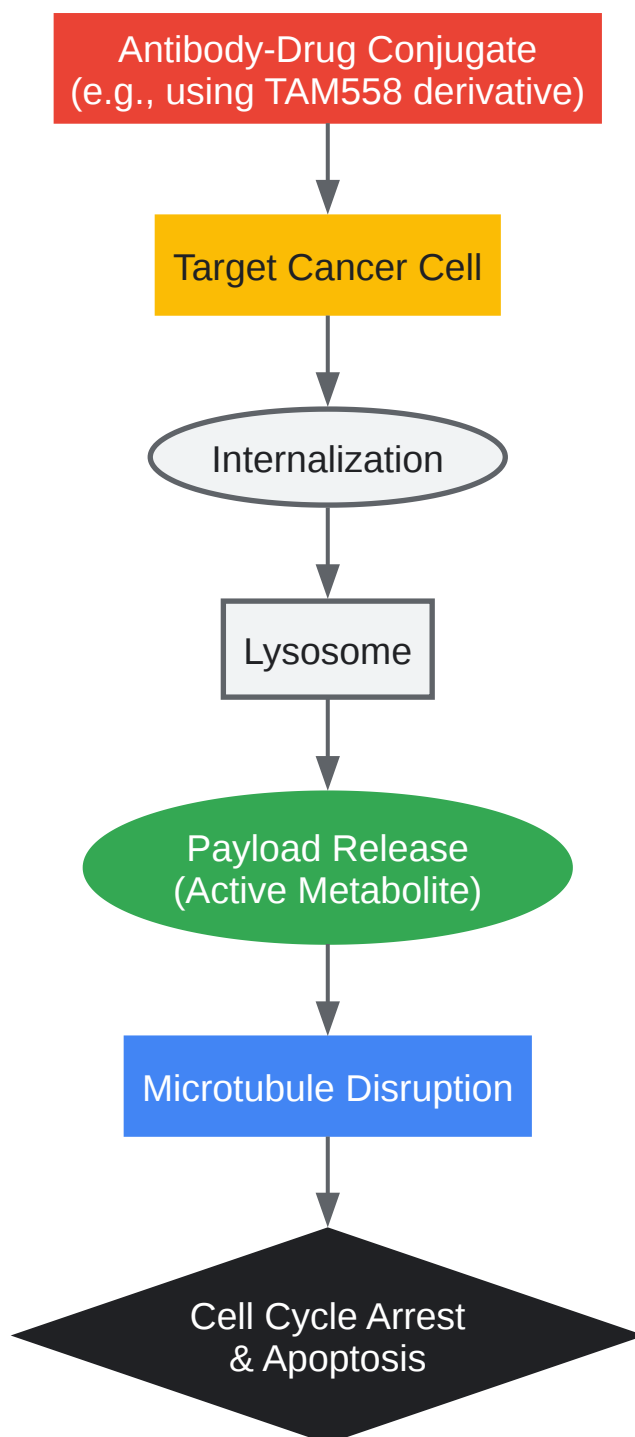 Antibody-Drug Conjugate
(e.g., using TAM558 derivative)
Target Cancer Cell
Internalization
Lysosome
Payload Release
(Active Metabolite)
Microtubule Disruption
Cell Cycle Arrest
& Apoptosis